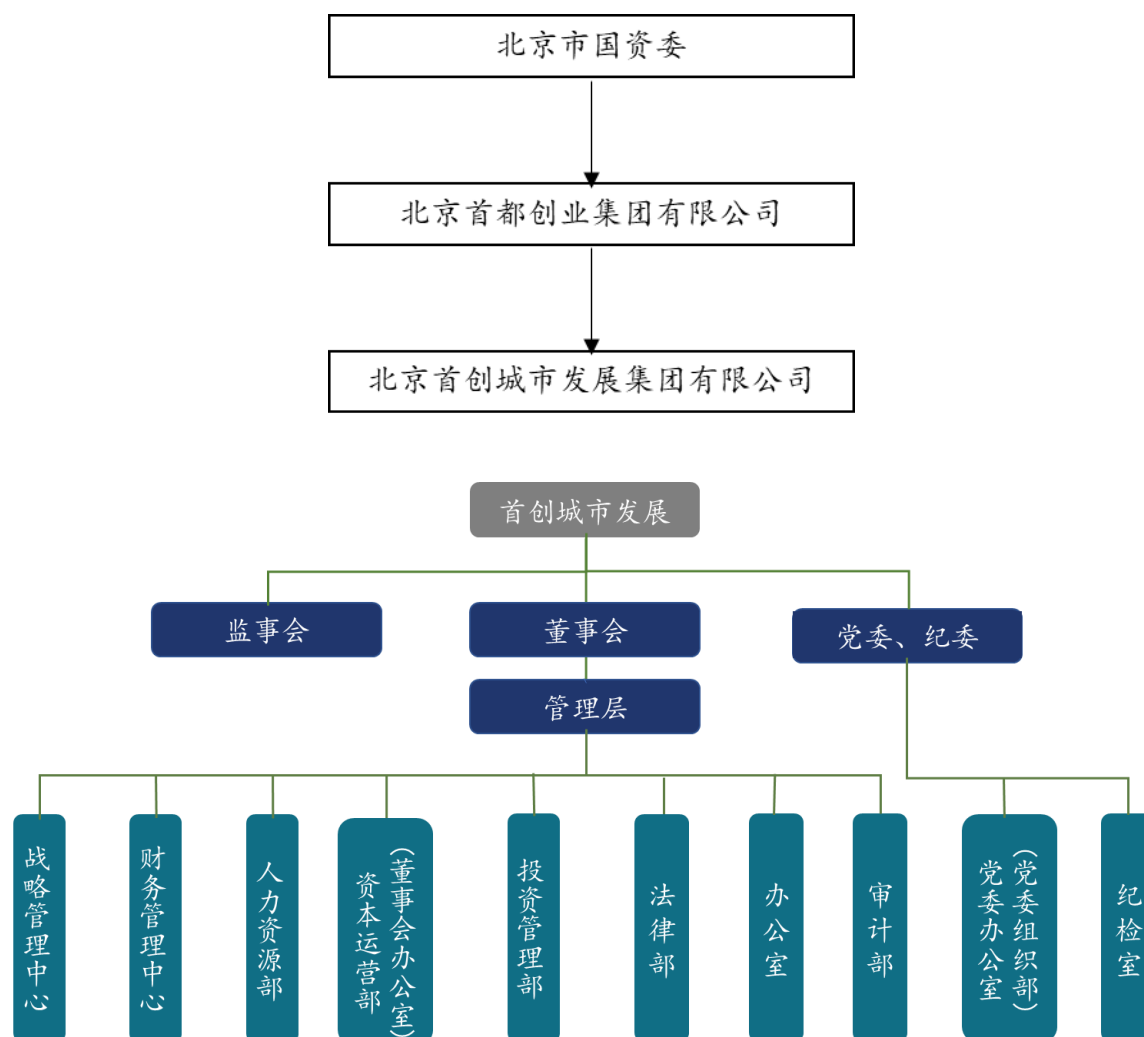 北京市国资委
北京首都创业集团有限公司
北京首创城市发展集团有限公司
首创城市发展
监事会
董事会
党委、纪委
管理层
战略管理中心
财务管理中心
人力资源部
资本运营部
（董事会办公室）
投资管理部
法律部
办公室
审计部
党委办公室
（党委组织部）
纪检室